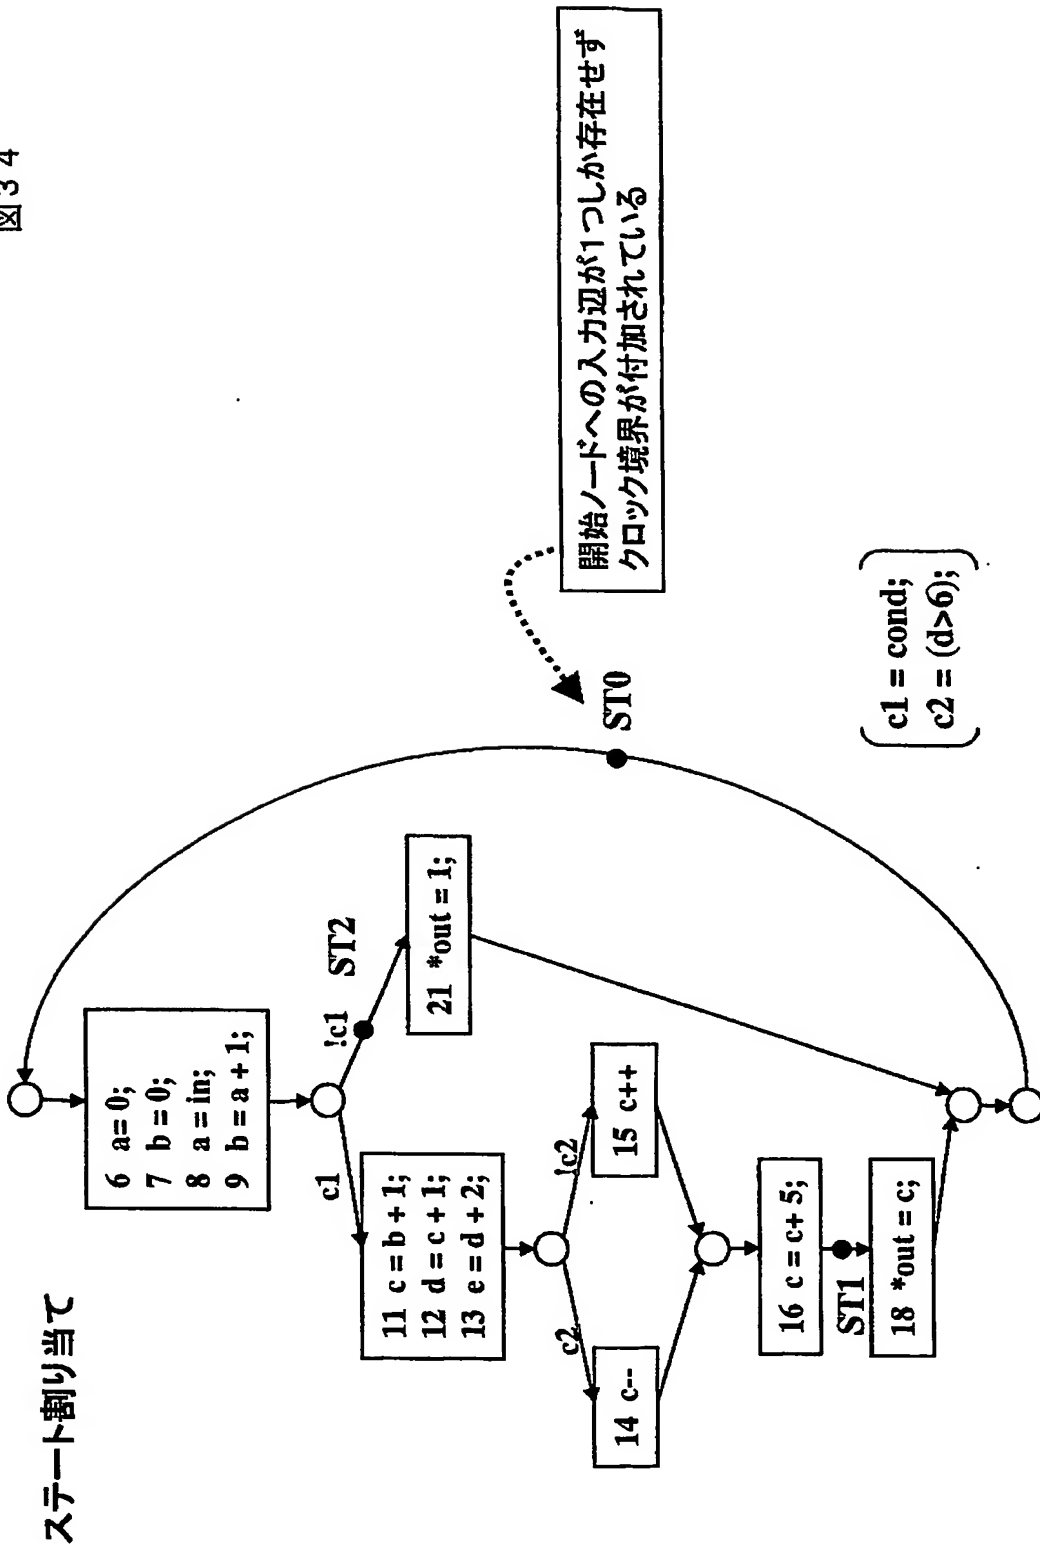 図34
ステート割り当て
6 a=0;
7 b=0;
8 a=in;
9 b=a+1;
c1
!c1
ST2
11 c=b+1;
12 d=c+1;
13 e=d+2;
21 *out = 1;
c2
!c2
14 c--
15 c++
16 c=c+5;
ST1
18 *out = c;
ST0
開始ノードへの入力辺が1つしか存在せず
クロック境界が付加されている
c1 = cond;
c2 = (d>6);